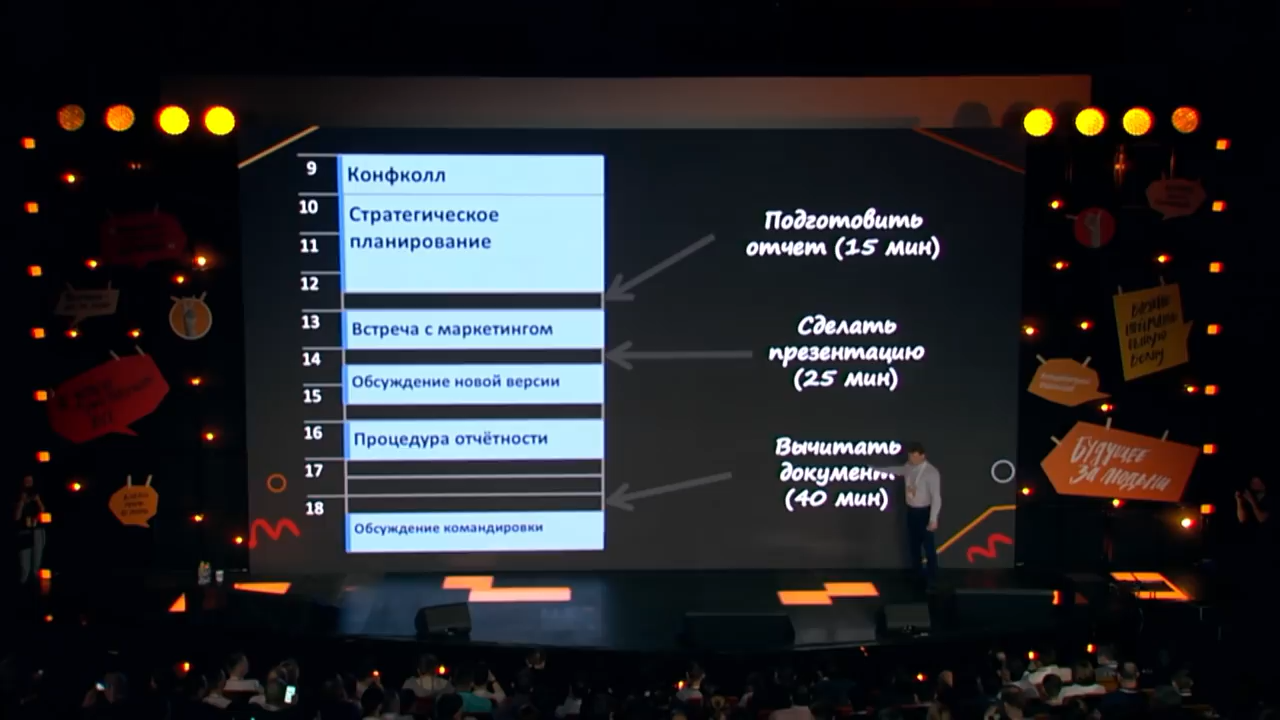 9
Конфколл
10
Стратегическое
планирование
11
12
13
Встреча с маркетингом
14
Обсуждение новой версии
15
16
Процедура отчётности
17
18
Обсуждение командировки
Подготовить
отчет (15 мин)
Сделать
презентацию
(25 мин)
Вычитать
(40 мин)
БУДУЩЕЕ
ЗА ЛЮДЬМИ